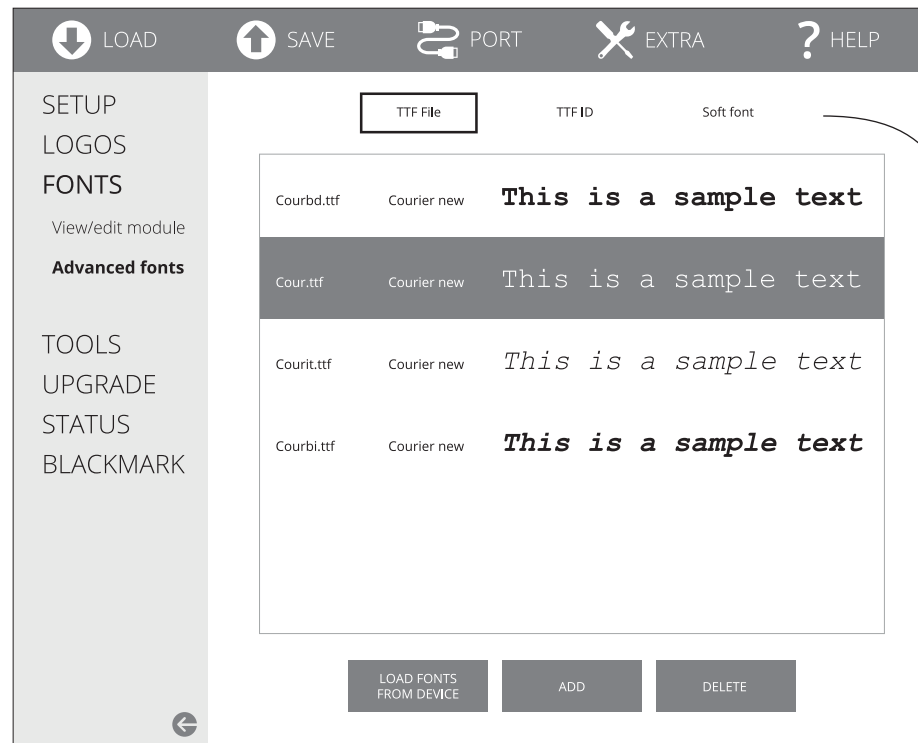 LOAD SAVE PORT EXTRA ? HELP
SETUP
LOGOS
FONTS
View/edit module
Advanced fonts
TOOLS
UPGRADE
STATUS
BLACKMARK
TTF File TTF ID Soft font
Courbd.ttf Courier new This is a sample text
Cour.ttf Courier new This is a sample text
Courit.ttf Courier new This is a sample text
Courbi.ttf Courier new This is a sample text
LOAD FONTS
FROM DEVICE
ADD
DELETE